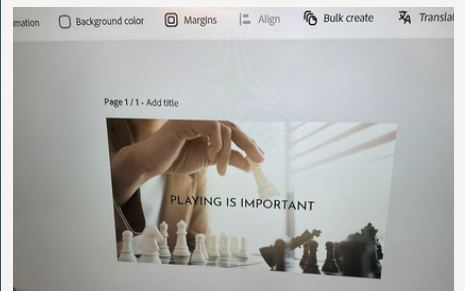 mation Background color Margins Align Bulk create Translat
Page 1 / 1 - Add title
PLAYING IS IMPORTANT